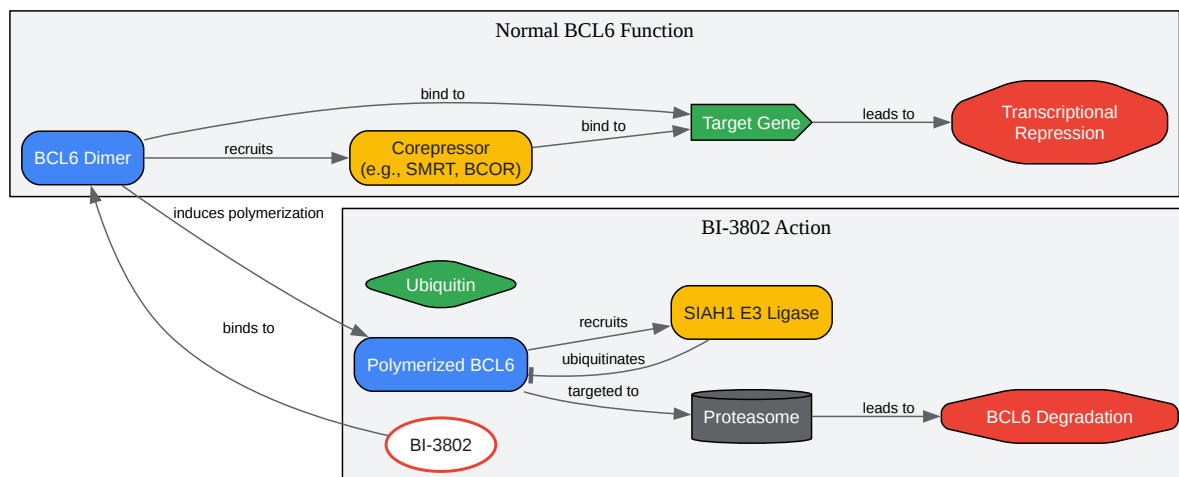 Normal BCL6 Function
bind to
BCL6 Dimer
recruits
Corepressor
(e.g., SMRT, BCOR)
bind to
Target Gene
leads to
Transcriptional
Repression
induces polymerization
binds to
BI-3802 Action
Ubiquitin
Polymerized BCL6
recruits
SIAH1 E3 Ligase
ubiquitinates
targeted to
Proteasome
leads to
BCL6 Degradation
BI-3802